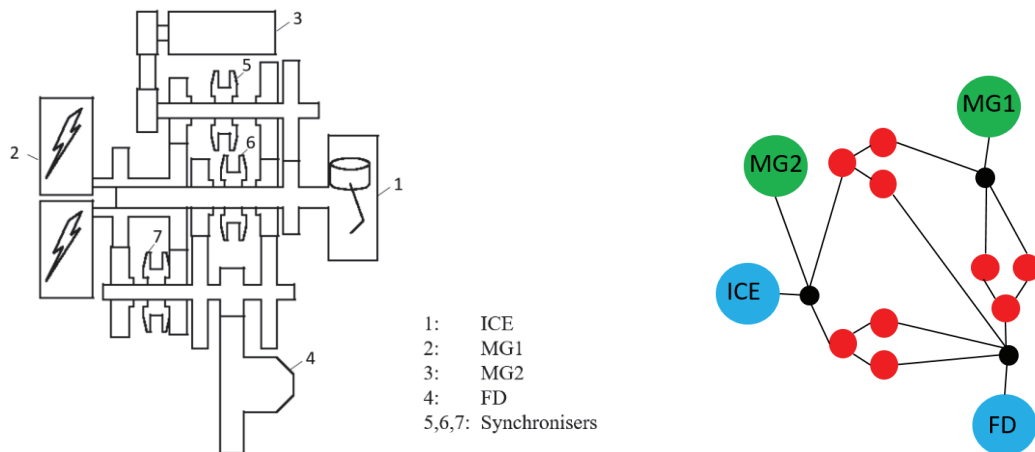 3
5
6
2
1
7
4
1: ICE
2: MG1
3: MG2
4: FD
5,6,7: Synchronisers
MG1
MG2
ICE
FD